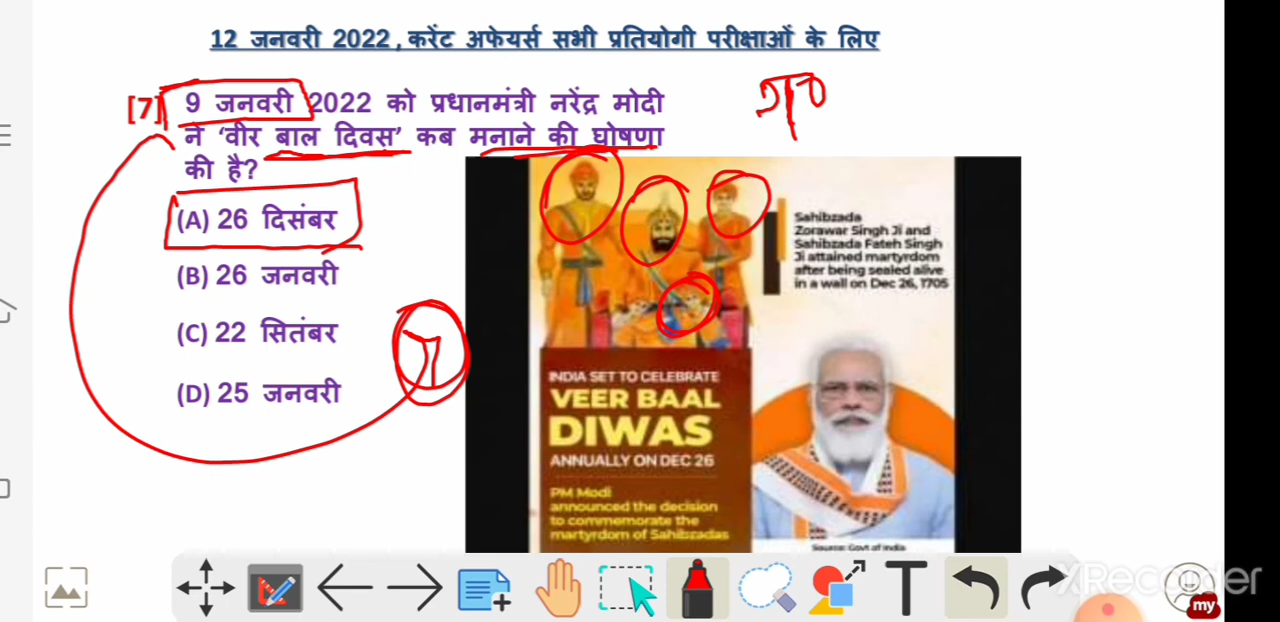 12 जनवरी 2022, करेंट अफेयर्स सभी प्रतियोगी परीक्षाओं के लिए
[7] 9 जनवरी 2022 को प्रधानमंत्री नरेंद्र मोदी
ने ‘वीर बाल दिवस’ कब मनाने की घोषणा
की है?
(A) 26 दिसंबर
(B) 26 जनवरी
(C) 22 सितंबर
(D) 25 जनवरी
Sahibzada
Zorawar Singh Ji and
Sahibzada Fateh Singh
Ji attained martyrdom
after being sealed alive
in a wall on Dec 26, 1705
INDIA SET TO CELEBRATE
VEER BAAL
DIWAS
ANNUALLY ON DEC 26
PM Modi
announced the decision
to commemorate the
martyrdom of Sahibzadas
Source: Govt of India
T
XRecorder
my